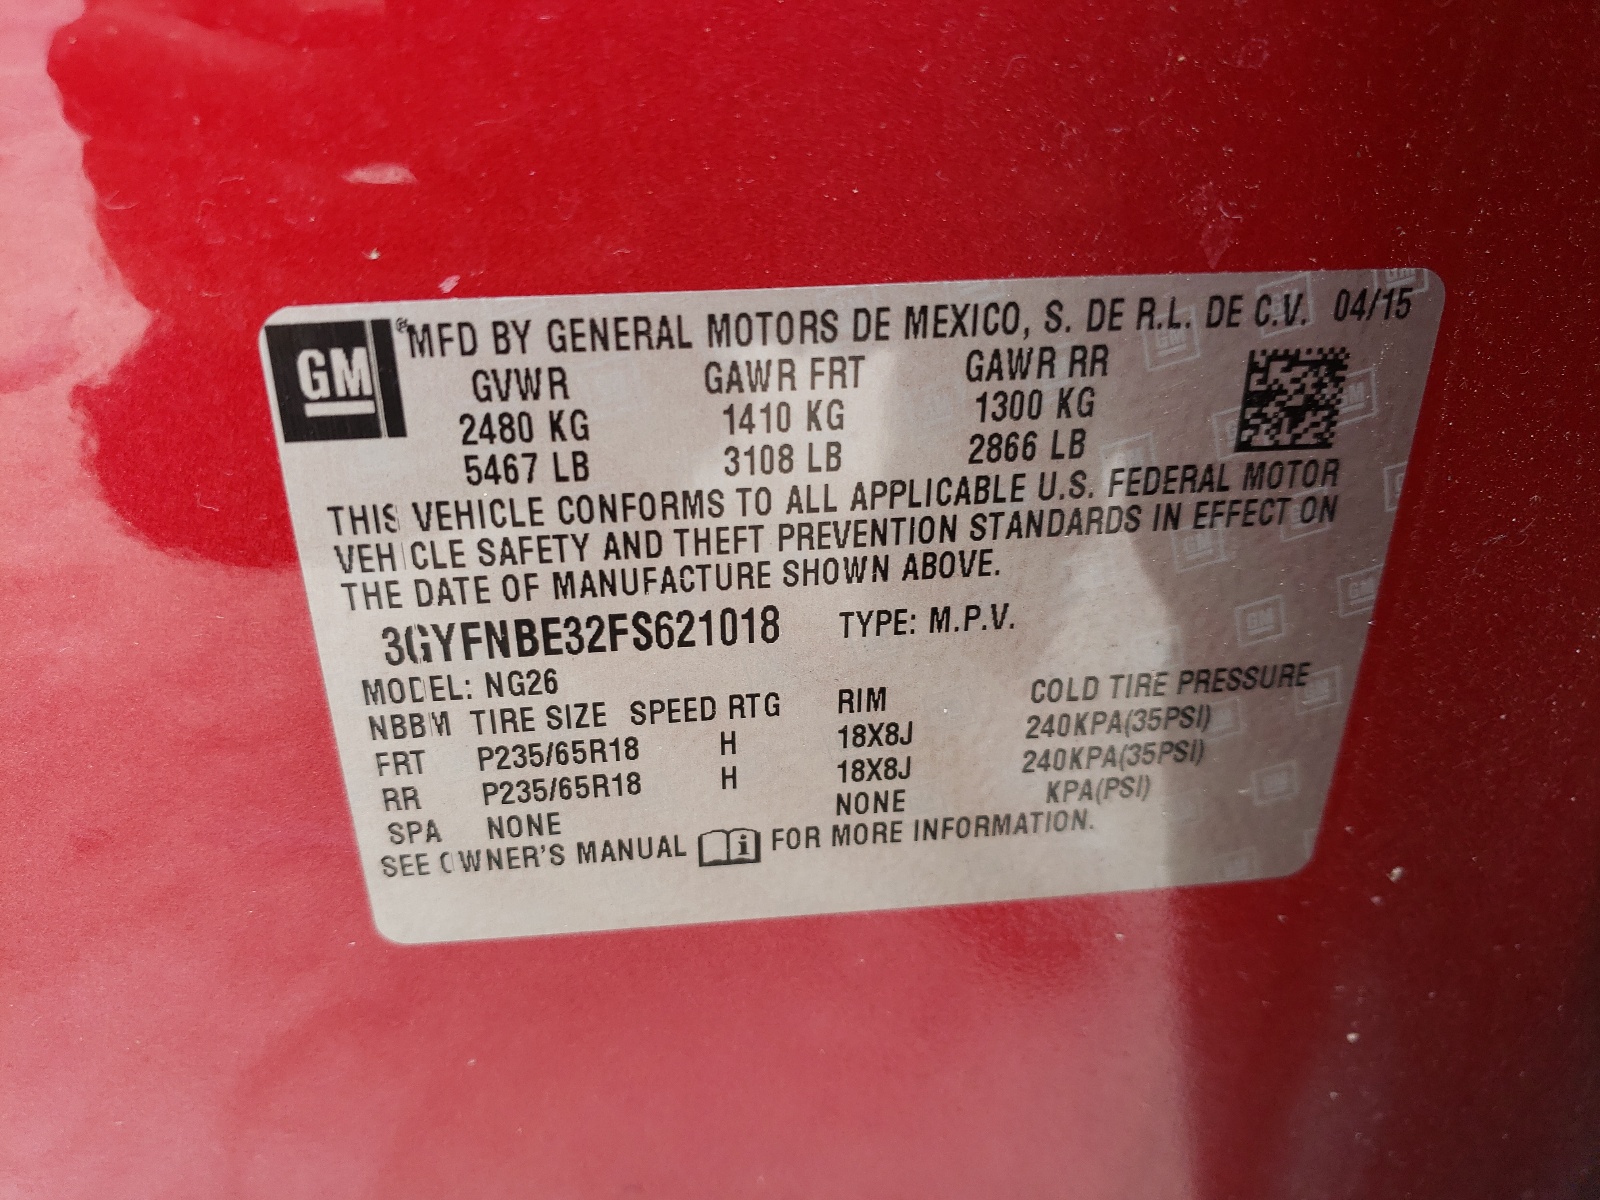 GM
®MFD BY GENERAL MOTORS DE MEXICO, S. DE R.L. DE C.V. 04/15
GVWR GAWR FRT GAWR RR
2480 KG 1410 KG 1300 KG
5467 LB 3108 LB 2866 LB
THIS VEHICLE CONFORMS TO ALL APPLICABLE U.S. FEDERAL MOTOR
VEHICLE SAFETY AND THEFT PREVENTION STANDARDS IN EFFECT ON
THE DATE OF MANUFACTURE SHOWN ABOVE.
3GYFNBE32FS621018 TYPE: M.P.V.
MODEL: NG26
NBBM TIRE SIZE SPEED RTG RIM COLD TIRE PRESSURE
FRT P235/65R18 H 18X8J 240KPA(35PSI)
RR P235/65R18 H 18X8J 240KPA(35PSI)
SPA NONE NONE KPA(PSI)
SEE OWNER'S MANUAL i FOR MORE INFORMATION.